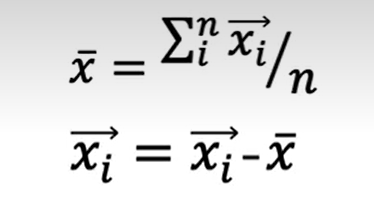 x̄ = ∑ᵢⁿ x⃗ᵢ / n
x⃗ᵢ = x⃗ᵢ - x̄